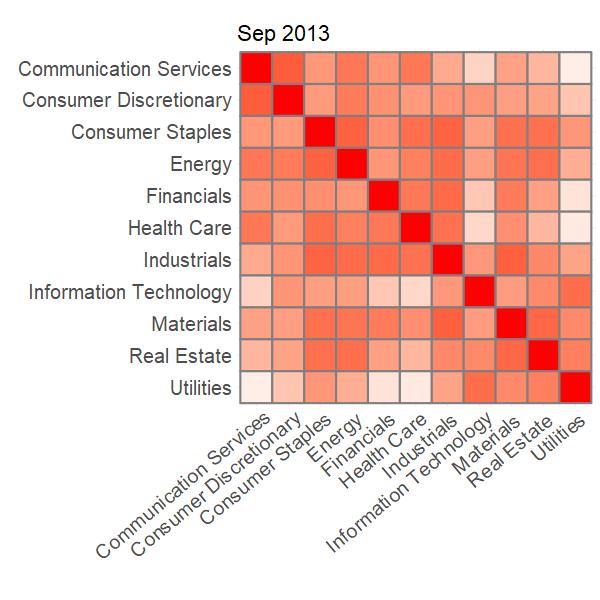 Sep 2013
Communication Services
Consumer Discretionary
Consumer Staples
Energy
Financials
Health Care
Industrials
Information Technology
Materials
Real Estate
Utilities
Communication Services
Consumer Discretionary
Consumer Staples
Energy
Financials
Health Care
Industrials
Information Technology
Materials
Real Estate
Utilities